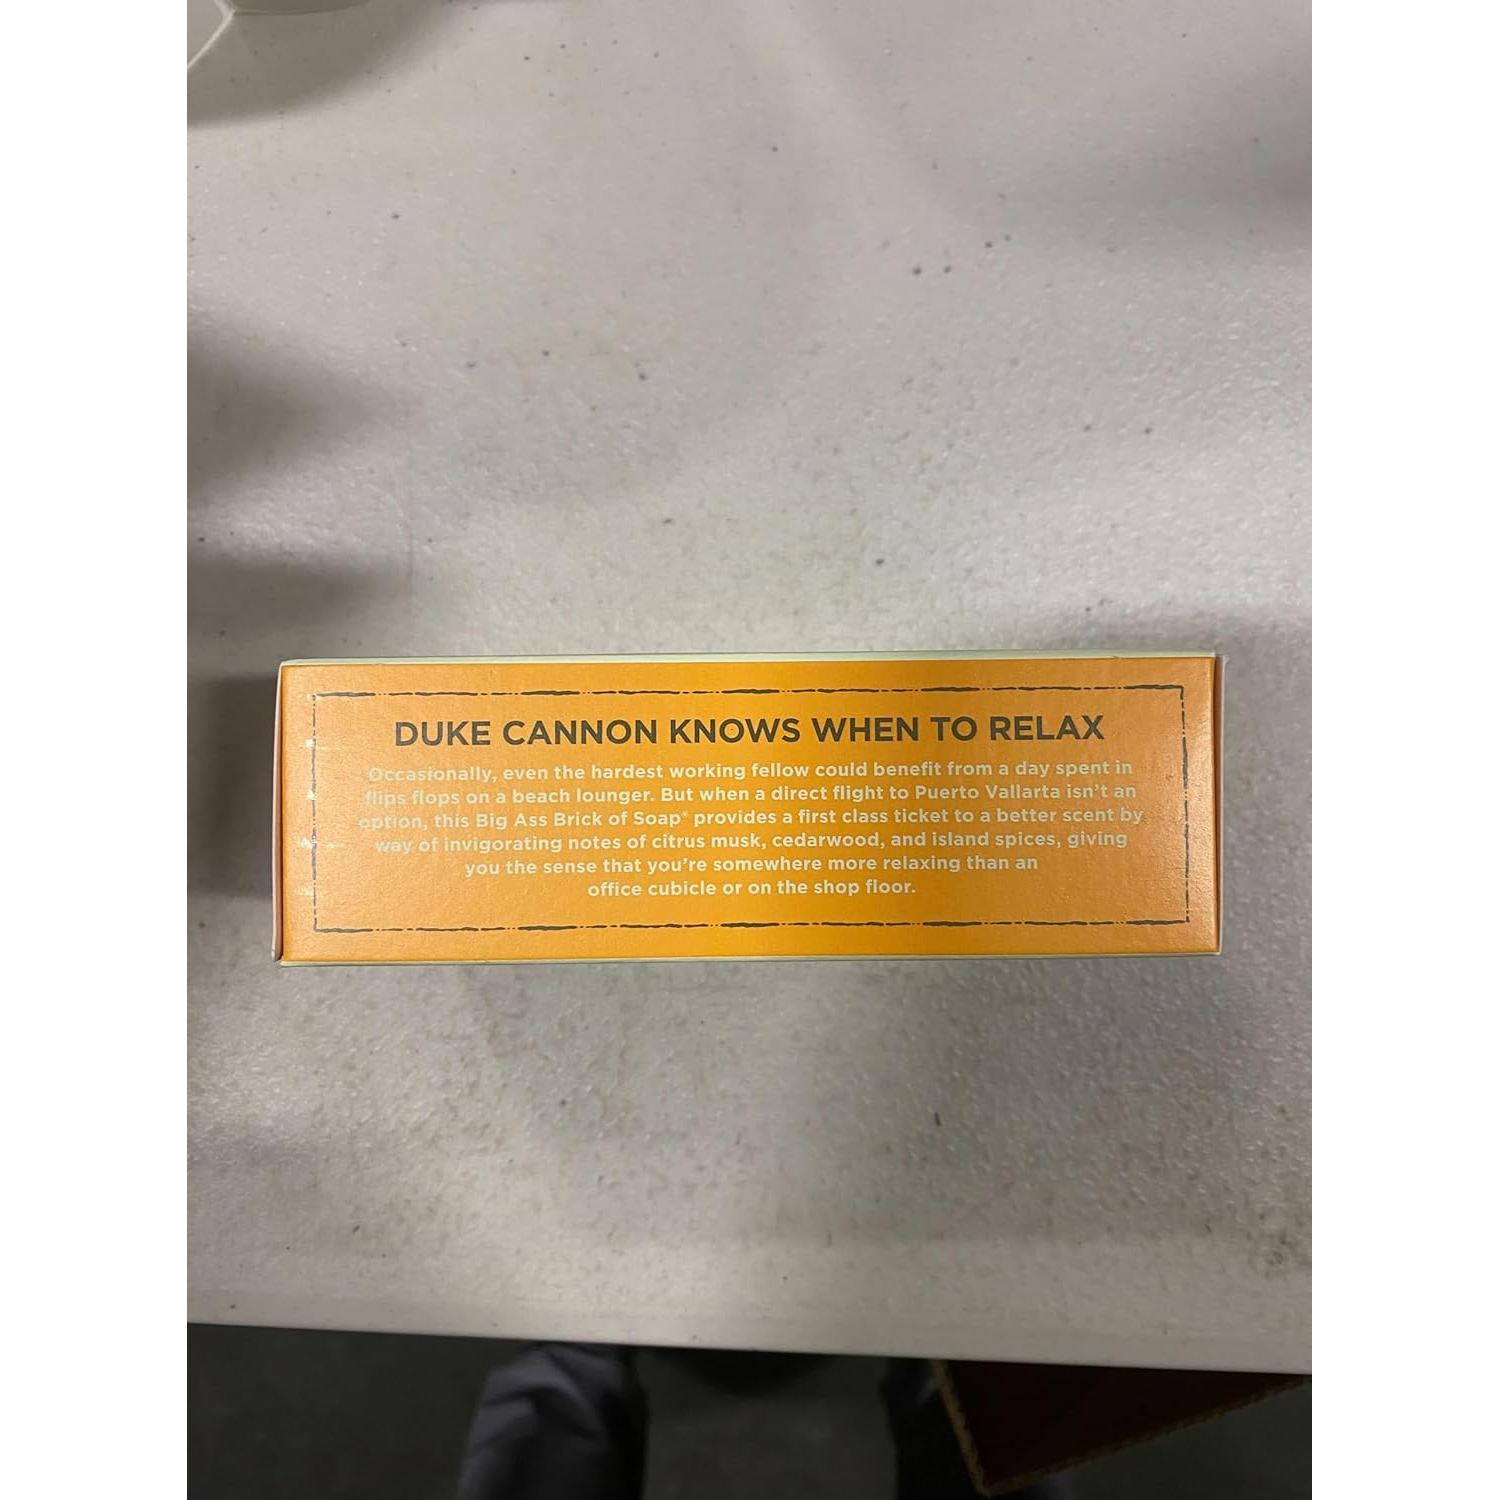 DUKE CANNON KNOWS WHEN TO RELAX
Occasionally, even the hardest working fellow could benefit from a day spent in
flips flops on a beach lounger. But when a direct flight to Puerto Vallarta isn't an
option, this Big Ass Brick of Soap® provides a first class ticket to a better scent by
way of invigorating notes of citrus musk, cedarwood, and island spices, giving
you the sense that you're somewhere more relaxing than an
office cubicle or on the shop floor.